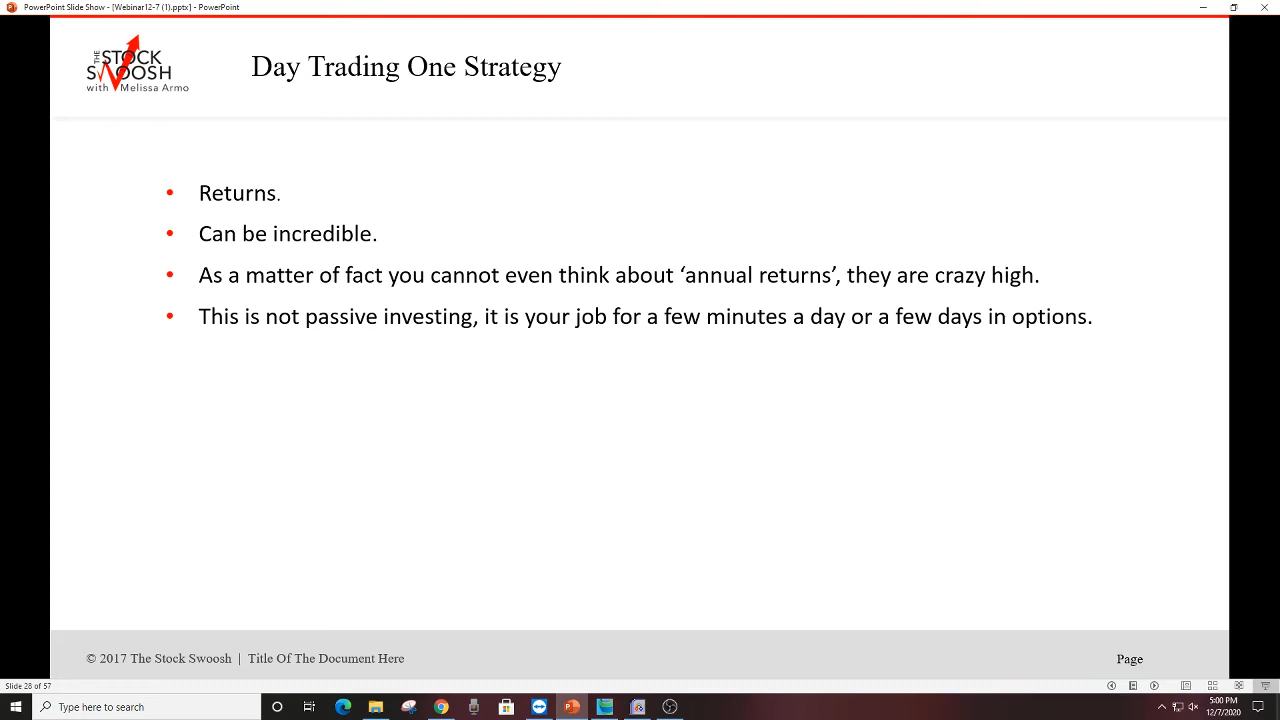 PowerPoint Slide Show - [Webinar12-7 (1).pptx] - PowerPoint
THE STOCK SWOOSH
with Melissa Armo
Day Trading One Strategy
• Returns.
• Can be incredible.
• As a matter of fact you cannot even think about ‘annual returns’, they are crazy high.
• This is not passive investing, it is your job for a few minutes a day or a few days in options.
© 2017 The Stock Swoosh | Title Of The Document Here
Page
Slide 28 of 57
Type here to search
5:00 PM
12/7/2020